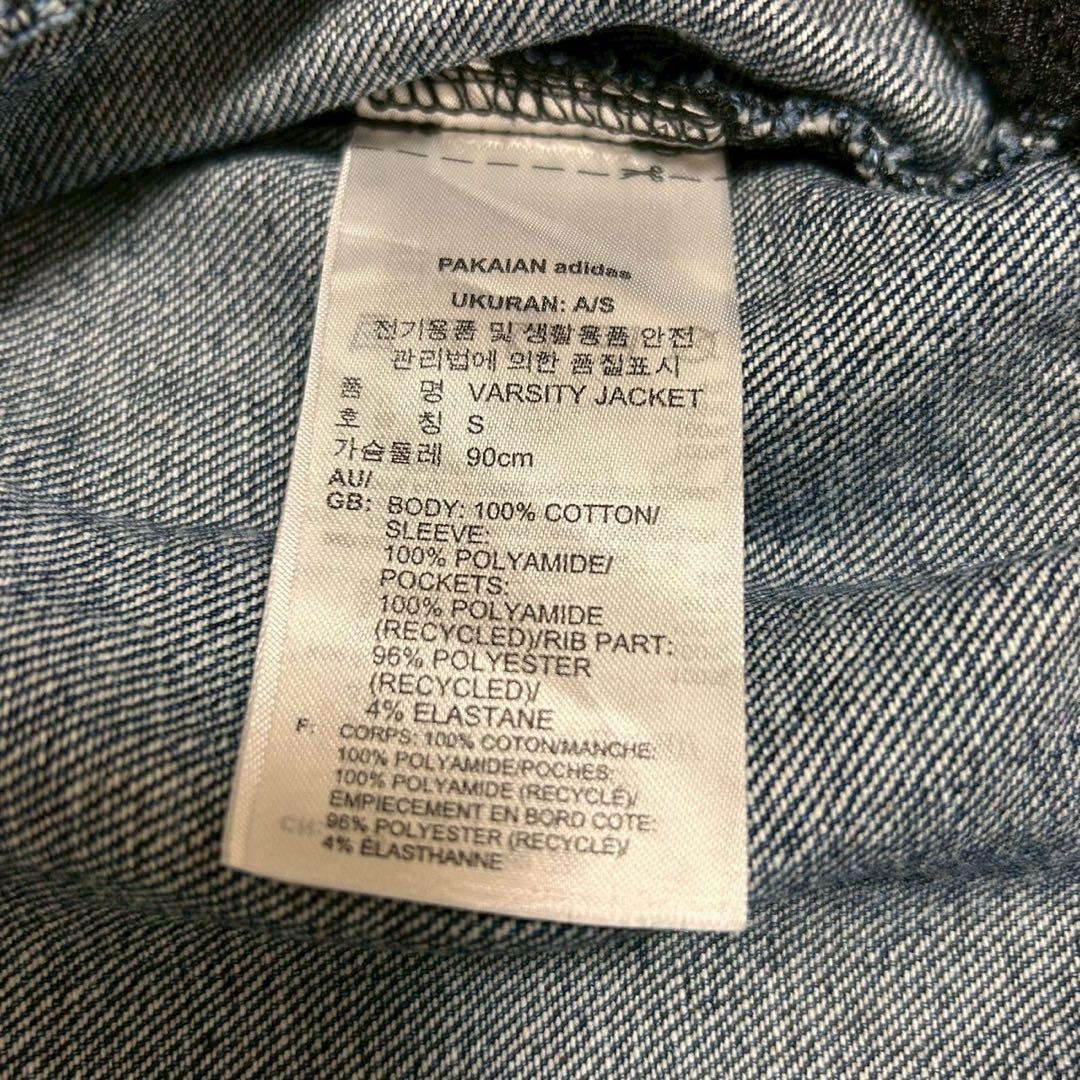 PAKAIAN adidas
UKURAN: A/S
전기용품 및 생활용품 안전
관리법에 의한 품질표시
품 명 VARSITY JACKET
호 칭 S
가슴둘레 90cm
AU/
GB: BODY: 100% COTTON/
SLEEVE:
100% POLYAMIDE/
POCKETS:
100% POLYAMIDE
(RECYCLED)/RIB PART:
96% POLYESTER
(RECYCLED)/
4% ELASTANE
F: CORPS: 100% COTON/MANCHE:
100% POLYAMIDE/POCHES:
100% POLYAMIDE (RECYCLÉ)/
EMPIECEMENT EN BORD COTE:
96% POLYESTER (RECYCLÉ)/
4% ELASTHANNE